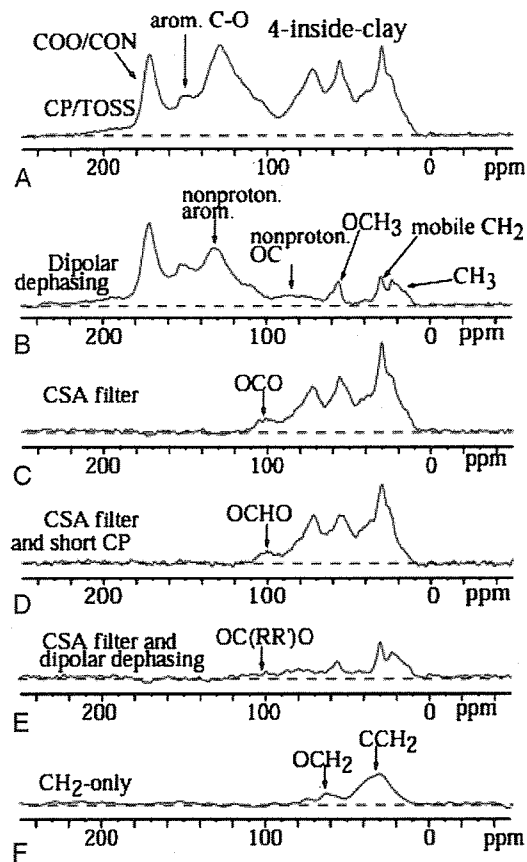 arom. C-O
COO/CON
4-inside-clay
CP/TOSS
200 100 0 ppm
A
nonproton.
arom.
nonproton.
OC
OCH3
mobile CH2
Dipolar
dephasing
CH3
200 100 0 ppm
B
CSA filter
OCO
200 100 0 ppm
C
CSA filter
and short CP
OCHO
200 100 0 ppm
D
CSA filter and
dipolar dephasing
OC(RR')O
200 100 0 ppm
E
CH2-only
OCH2
CCH2
200 100 0 ppm
F